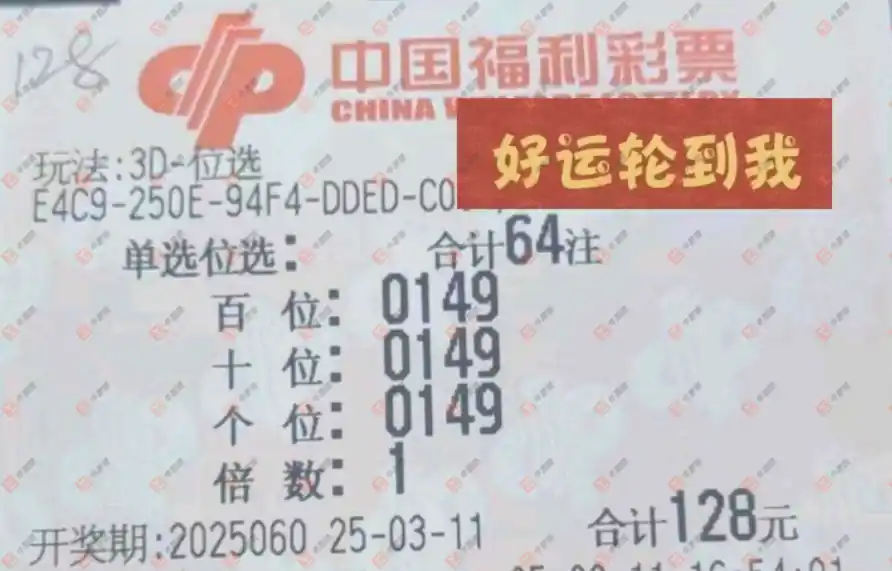 128
中国福利彩票
CHINA
好运轮到我
玩法:3D-位选
E4C9-250E-94F4-DDED-C0
单选位选: 合计64注
百 位: 0149
十 位: 0149
个 位: 0149
倍 数: 1
开奖期:2025060 25-03-11 合计128元